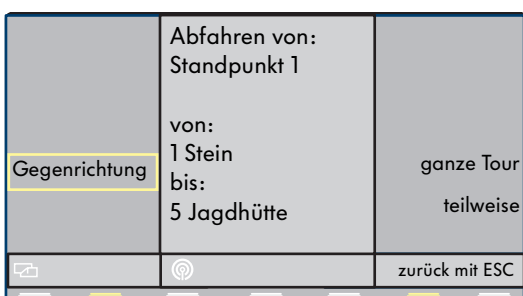 Abfahren von:
Standpunkt 1
von:
1 Stein
bis:
5 Jagdhütte
Gegenrichtung
ganze Tour
teilweise
zurück mit ESC